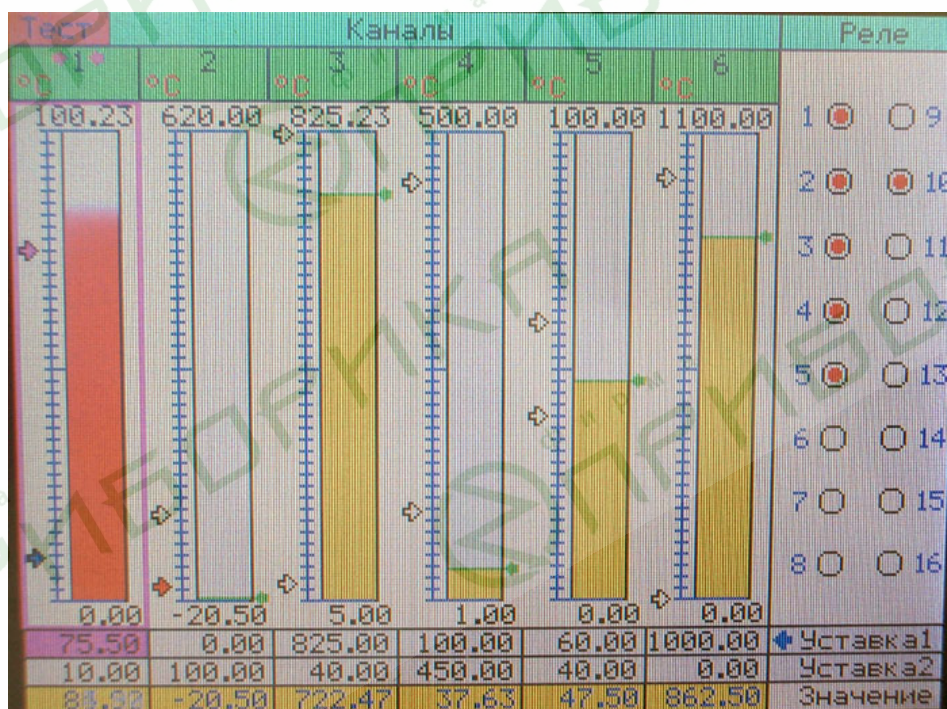 Тест Каналы Реле
*1* 2 3 4 5 6
°C °C °C °C °C °C
100.23 620.00 825.23 500.00 100.00 1100.00
1 9
2 10
3 11
4 12
5 13
6 14
7 15
8 16
0.00 -20.50 5.00 1.00 0.00 0.00
75.50 0.00 825.00 100.00 60.00 1000.00 Уставка1
10.00 100.00 40.00 450.00 40.00 0.00 Уставка2
-20.50 722.47 37.63 47.50 862.50 Значение
ПРИБОРИКА